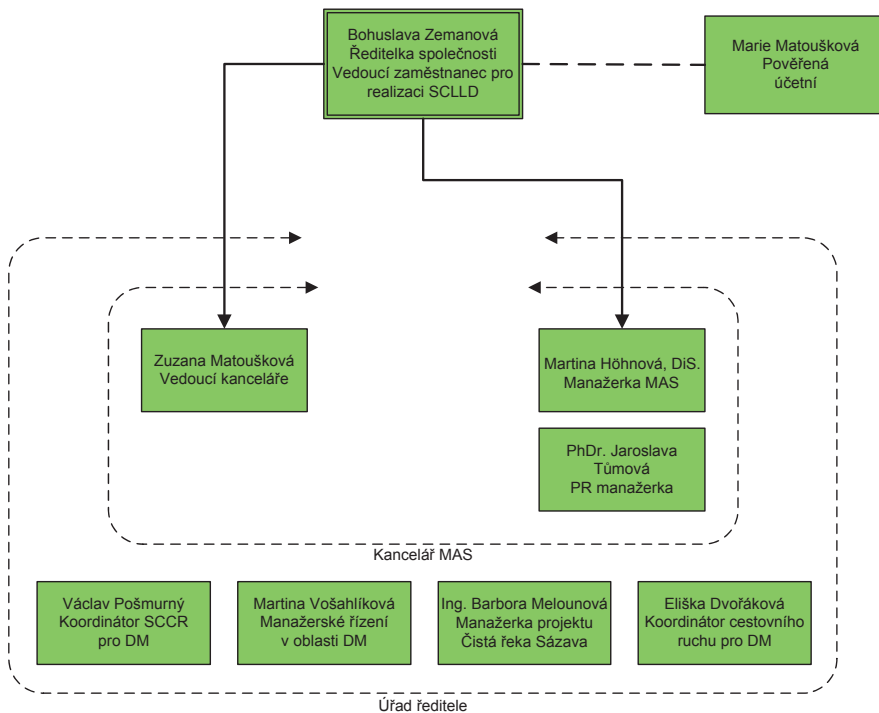 Bohuslava Zemanová
Ředitelka společnosti
Vedoucí zaměstnanec pro
realizaci SCLLD
Marie Matoušková
Pověřená
účetní
Zuzana Matoušková
Vedoucí kanceláře
Martina Höhnová, DiS.
Manažerka MAS
PhDr. Jaroslava
Tůmová
PR manažerka
Kancelář MAS
Václav Pošmurný
Koordinátor SCCR
pro DM
Martina Vošahlíková
Manažerské řízení
v oblasti DM
Ing. Barbora Melounová
Manažerka projektu
Čistá řeka Sázava
Eliška Dvořáková
Koordinátor cestovního
ruchu pro DM
Úřad ředitele